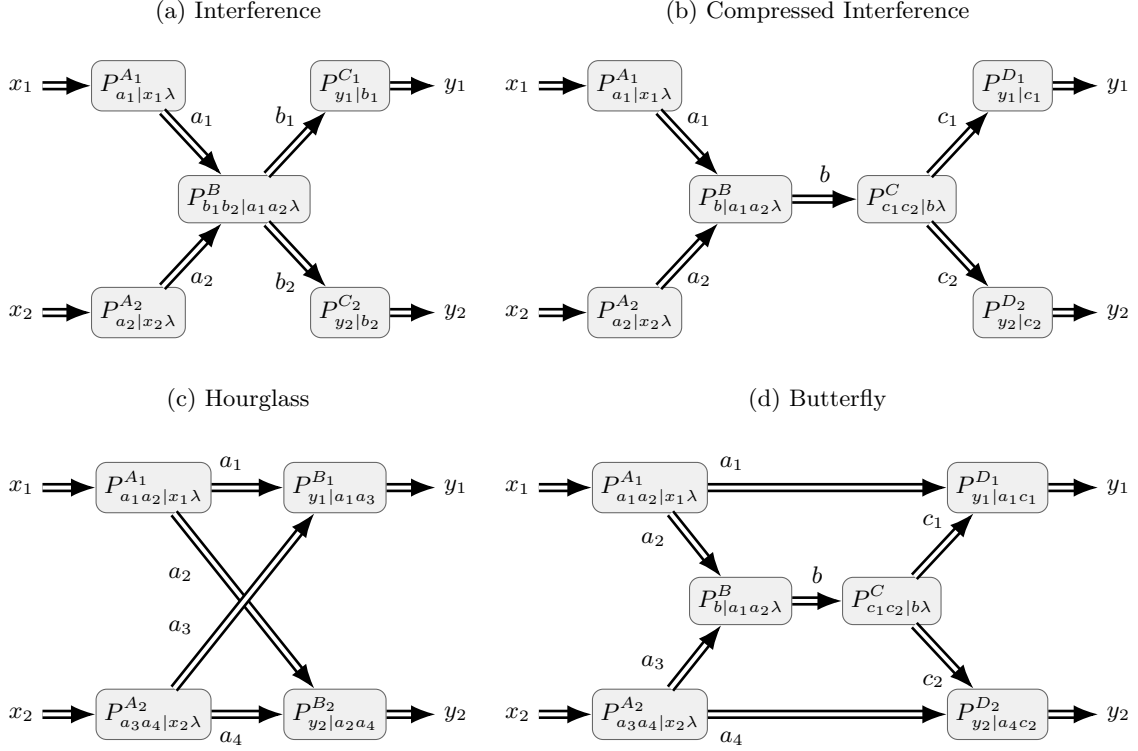 (a) Interference
x₁ P^{A₁}_{a₁|x₁λ} a₁ b₁ P^{C₁}_{y₁|b₁} y₁
P^{B}_{b₁b₂|a₁a₂λ}
x₂ P^{A₂}_{a₂|x₂λ} a₂ b₂ P^{C₂}_{y₂|b₂} y₂
(b) Compressed Interference
x₁ P^{A₁}_{a₁|x₁λ} a₁ c₁ P^{D₁}_{y₁|c₁} y₁
P^{B}_{b|a₁a₂λ} b P^{C}_{c₁c₂|bλ}
x₂ P^{A₂}_{a₂|x₂λ} a₂ c₂ P^{D₂}_{y₂|c₂} y₂
(c) Hourglass
x₁ P^{A₁}_{a₁a₂|x₁λ} a₁ P^{B₁}_{y₁|a₁a₃} y₁
a₂
a₃
x₂ P^{A₂}_{a₃a₄|x₂λ} a₄ P^{B₂}_{y₂|a₂a₄} y₂
(d) Butterfly
x₁ P^{A₁}_{a₁a₂|x₁λ} a₁ P^{D₁}_{y₁|a₁c₁} y₁
a₂ c₁
P^{B}_{b|a₁a₂λ} b P^{C}_{c₁c₂|bλ}
a₃ c₂
x₂ P^{A₂}_{a₃a₄|x₂λ} a₄ P^{D₂}_{y₂|a₄c₂} y₂